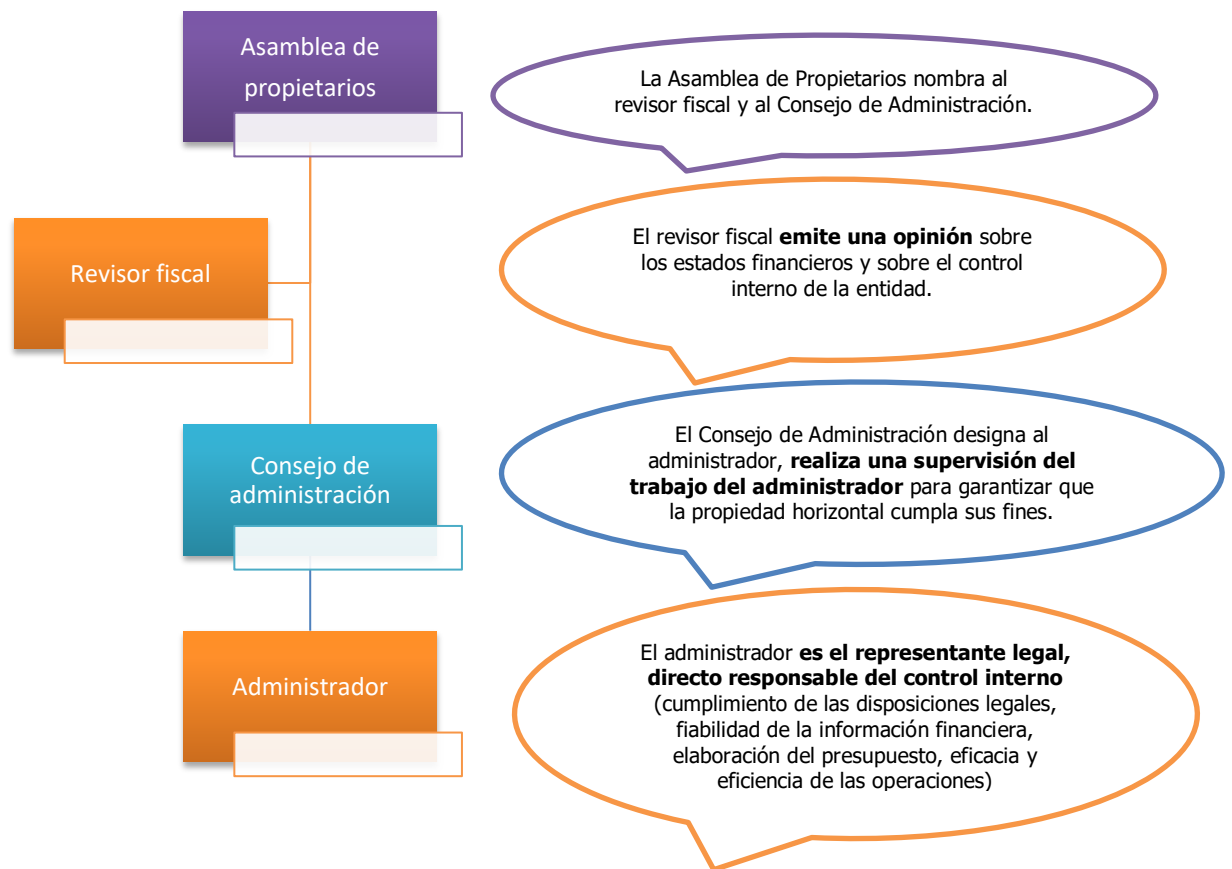 Asamblea de
propietarios
La Asamblea de Propietarios nombra al
revisor fiscal y al Consejo de Administración.
Revisor fiscal
El revisor fiscal emite una opinión sobre
los estados financieros y sobre el control
interno de la entidad.
Consejo de
administración
El Consejo de Administración designa al
administrador, realiza una supervisión del
trabajo del administrador para garantizar que
la propiedad horizontal cumpla sus fines.
Administrador
El administrador es el representante legal,
directo responsable del control interno
(cumplimiento de las disposiciones legales,
fiabilidad de la información financiera,
elaboración del presupuesto, eficacia y
eficiencia de las operaciones)